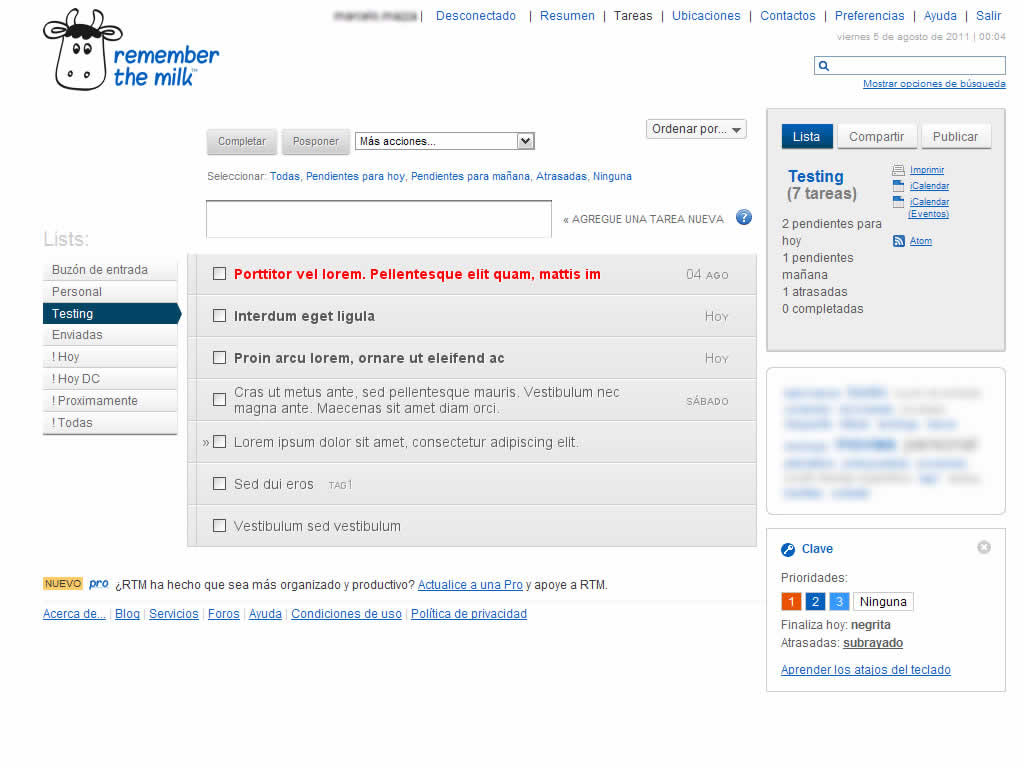 | Desconectado | Resumen | Tareas | Ubicaciones | Contactos | Preferencias | Ayuda | Salir
viernes 5 de agosto de 2011 | 00:04
remember
the milk™
Mostrar opciones de búsqueda
Completar Posponer Más acciones... Ordenar por...
Seleccionar: Todas, Pendientes para hoy, Pendientes para mañana, Atrasadas, Ninguna
« AGREGUE UNA TAREA NUEVA ?
Lists:
Buzón de entrada
Personal
Testing
Enviadas
! Hoy
! Hoy DC
! Proximamente
! Todas
Porttitor vel lorem. Pellentesque elit quam, mattis im 04 AGO
Interdum eget ligula HOY
Proin arcu lorem, ornare ut eleifend ac HOY
Cras ut metus ante, sed pellentesque mauris. Vestibulum nec
magna ante. Maecenas sit amet diam orci. SÁBADO
» Lorem ipsum dolor sit amet, consectetur adipiscing elit.
Sed dui eros TAG1
Vestibulum sed vestibulum
Lista Compartir Publicar
Testing
(7 tareas)
2 pendientes para
hoy
1 pendientes
mañana
1 atrasadas
0 completadas
Imprimir
iCalendar
iCalendar
(Eventos)
Atom
Clave
Prioridades:
1 2 3 Ninguna
Finaliza hoy: negrita
Atrasadas: subrayado
Aprender los atajos del teclado
NUEVO pro ¿RTM ha hecho que sea más organizado y productivo? Actualice a una Pro y apoye a RTM.
Acerca de... | Blog | Servicios | Foros | Ayuda | Condiciones de uso | Política de privacidad